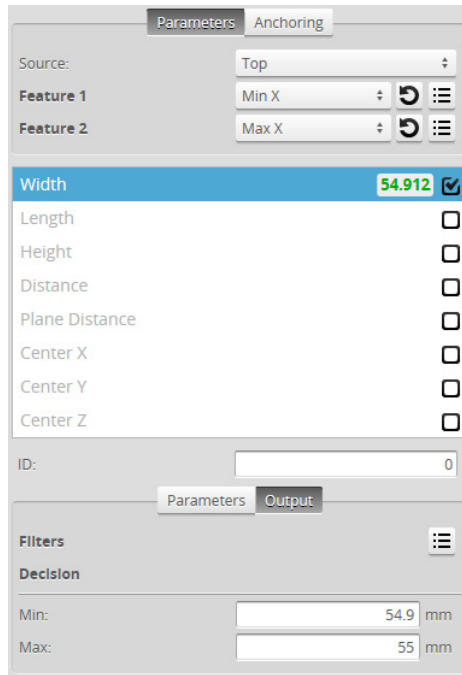 Parameters Anchoring
Source: Top
Feature 1 Min X
Feature 2 Max X
Width 54.912
Length
Height
Distance
Plane Distance
Center X
Center Y
Center Z
ID: 0
Parameters Output
Filters
Decision
Min: 54.9 mm
Max: 55 mm